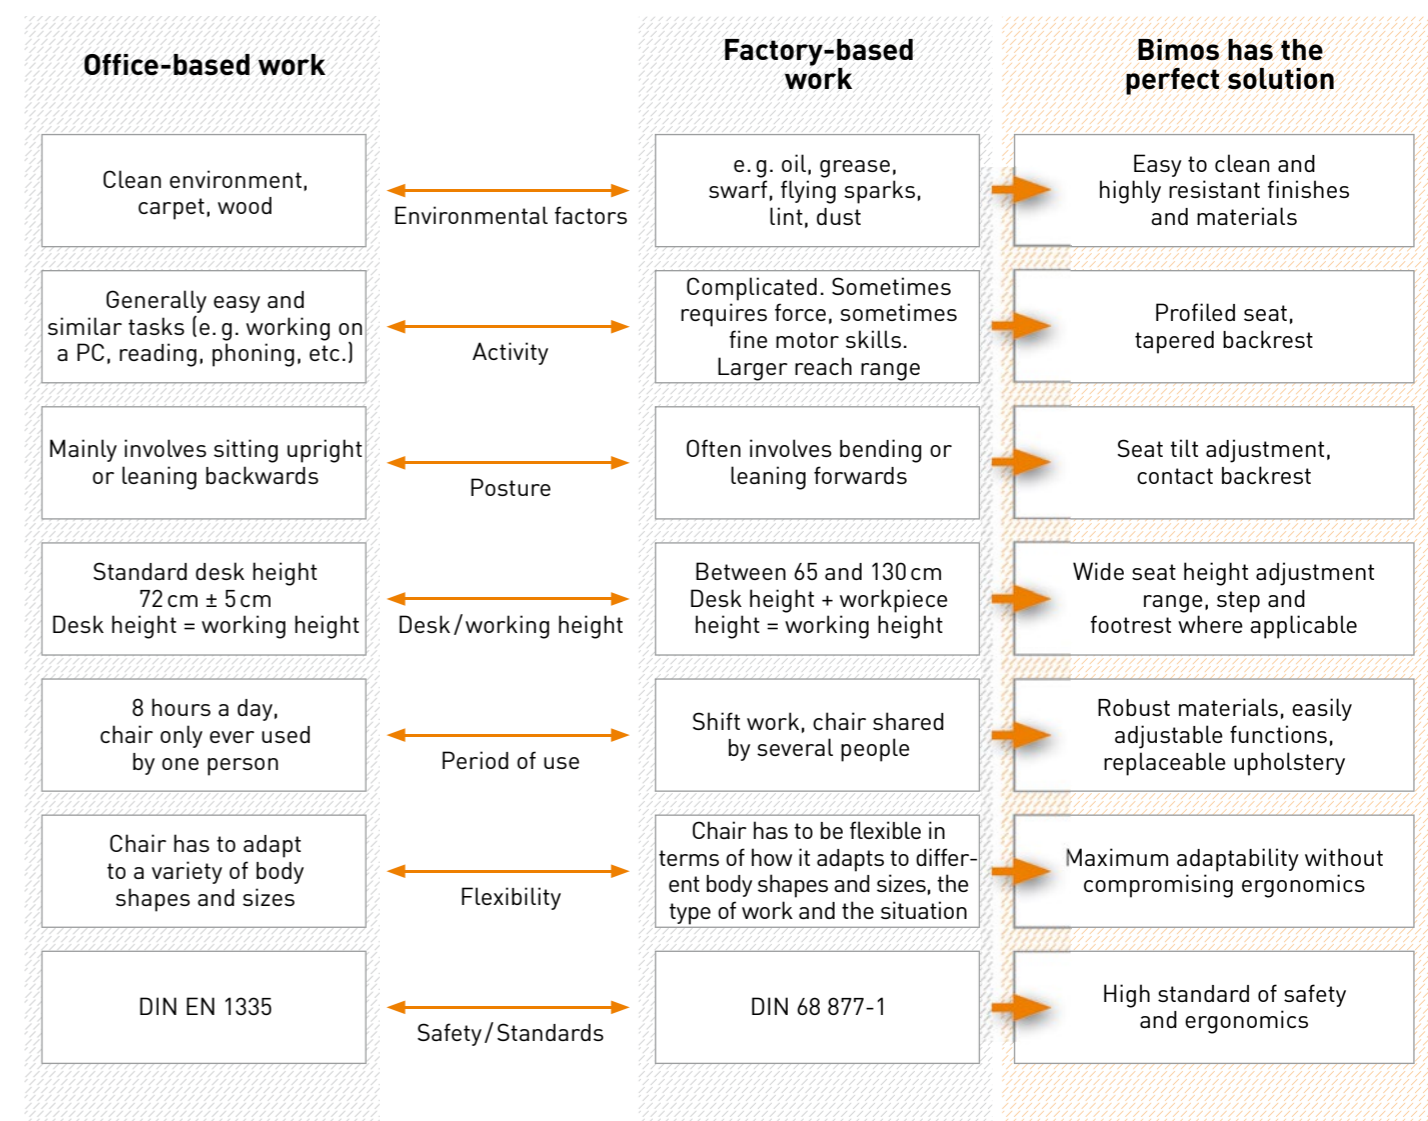 Office-based work
Factory-based
work
Bimos has the
perfect solution
Clean environment,
carpet, wood
Environmental factors
e. g. oil, grease,
swarf, flying sparks,
lint, dust
Easy to clean and
highly resistant finishes
and materials
Generally easy and
similar tasks (e. g. working on
a PC, reading, phoning, etc.)
Activity
Complicated. Sometimes
requires force, sometimes
fine motor skills.
Larger reach range
Profiled seat,
tapered backrest
Mainly involves sitting upright
or leaning backwards
Posture
Often involves bending or
leaning forwards
Seat tilt adjustment,
contact backrest
Standard desk height
72 cm ± 5 cm
Desk height = working height
Desk/working height
Between 65 and 130 cm
Desk height + workpiece
height = working height
Wide seat height adjustment
range, step and
footrest where applicable
8 hours a day,
chair only ever used
by one person
Period of use
Shift work, chair shared
by several people
Robust materials, easily
adjustable functions,
replaceable upholstery
Chair has to adapt
to a variety of body
shapes and sizes
Flexibility
Chair has to be flexible in
terms of how it adapts to differ-
ent body shapes and sizes, the
type of work and the situation
Maximum adaptability without
compromising ergonomics
DIN EN 1335
Safety/Standards
DIN 68 877-1
High standard of safety
and ergonomics